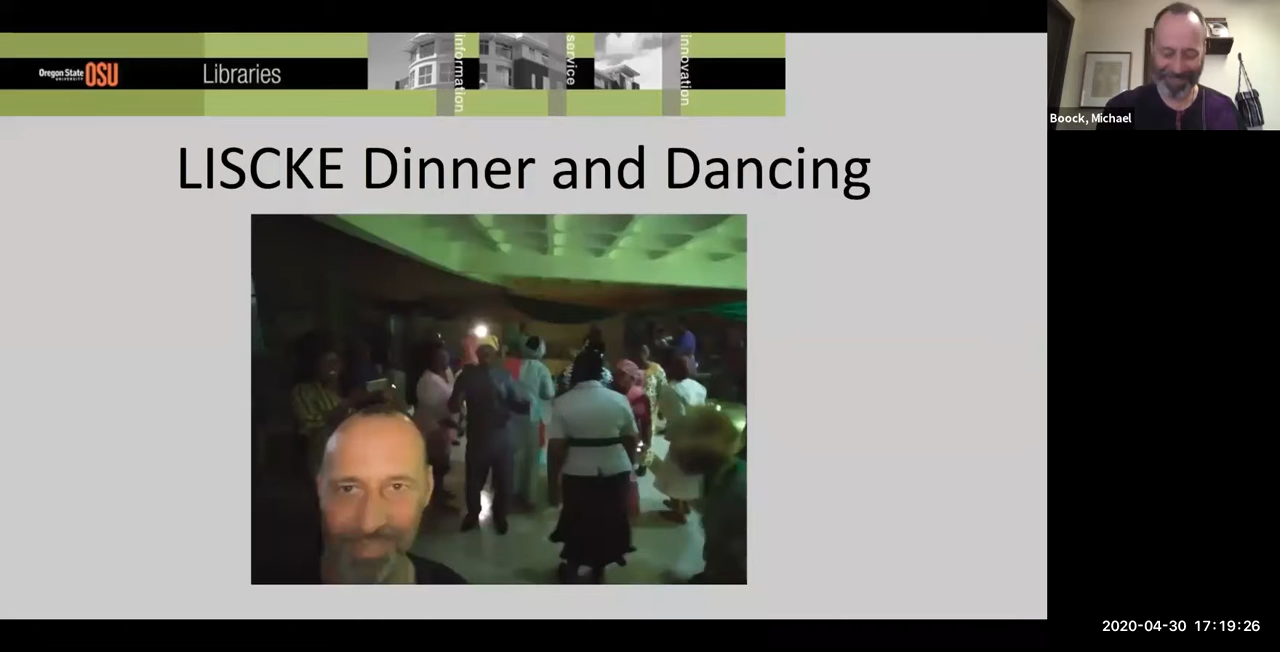 Oregon State
UNIVERSITY
OSU
Libraries
information
service
innovation
Boock, Michael
LISCKE Dinner and Dancing
2020-04-30 17:19:26